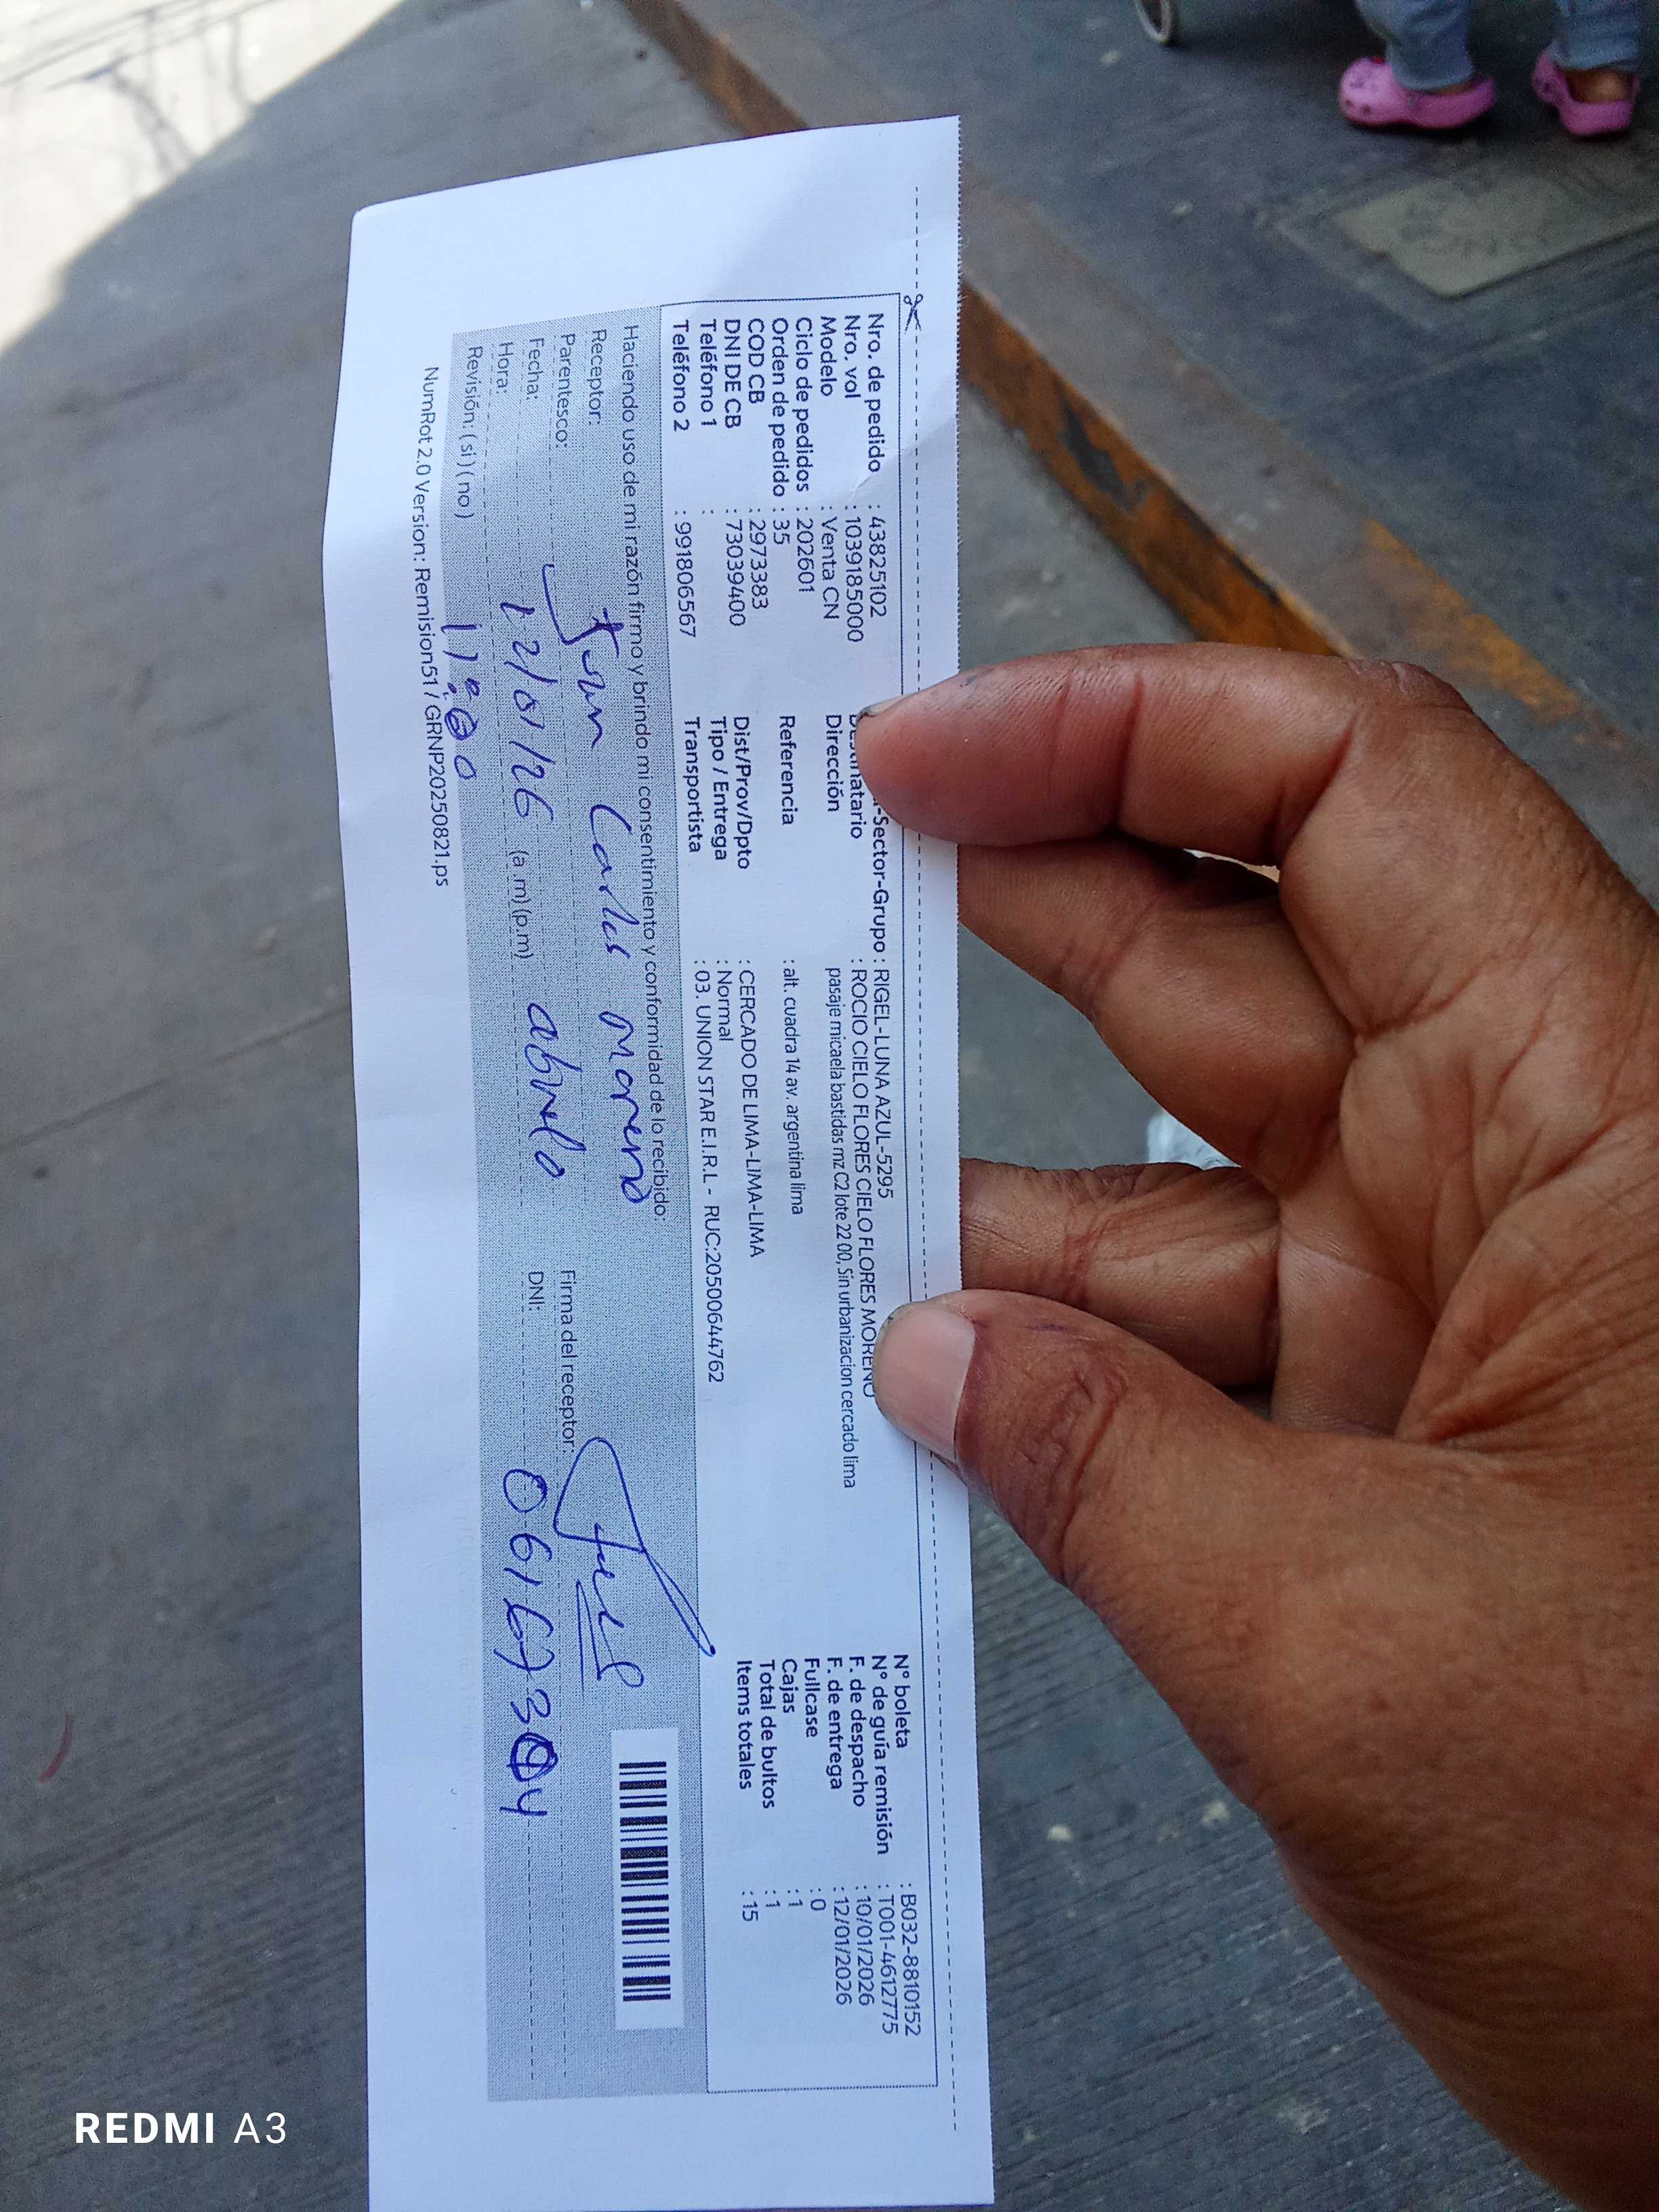 Nro. de pedido : 43825102
Nro. val : 1039185000
Modelo : Venta CN
Ciclo de pedidos : 202601
Orden de pedido : 35
COD CB : 2973383
DNI DE CB : 73039400
Teléfono 1 :
Teléfono 2 : 991806567
-Sector-Grupo : RIGEL-LUNA AZUL-5295
Destinatario : ROCIO CIELO FLORES CIELO FLORES MORENO
Dirección pasaje micaela bastidas mz C2 lote 22 00, Sin urbanizacion cercado lima
Referencia : alt. cuadra 14 av. argentina lima
Dist/Prov/Dpto : CERCADO DE LIMA-LIMA-LIMA
Tipo / Entrega : Normal
Transportista : 03. UNION STAR E.I.R.L - RUC:20500644762
N° boleta : B032-8810152
N° de guía remisión : T001-4612775
F. de despacho : 10/01/2026
F. de entrega : 12/01/2026
Fullcase : 0
Cajas : 1
Total de bultos : 1
Items totales : 15
Haciendo uso de mi razón firmo y brindo mi consentimiento y conformidad de lo recibido:
Receptor: Juan Carlos moreno
Parentesco: abuelo
Fecha: 12/01/26
Hora: 11:00 (a.m) (p.m)
Revisión: ( si ) ( no )
Firma del receptor:
DNI: 06167304
NumRot 2.0 Version: Remision51 / GRNP20250821.ps
REDMI A3